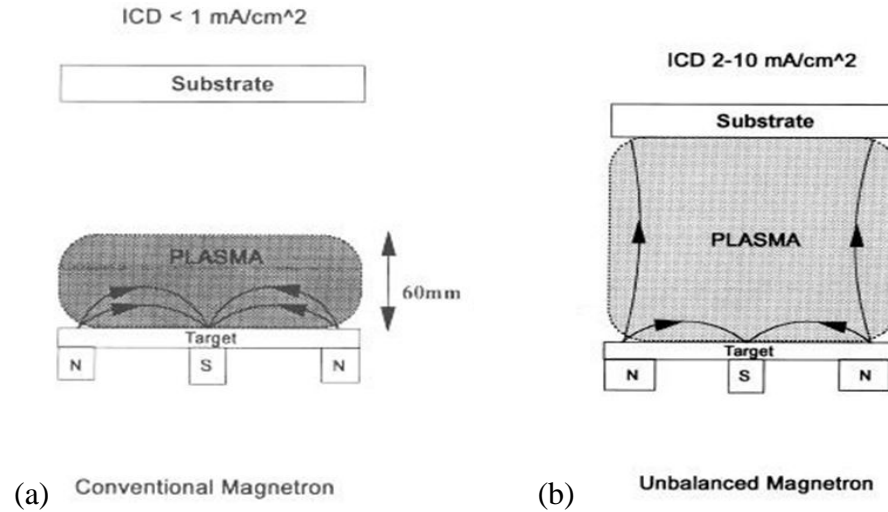 ICD < 1 mA/cm^2
Substrate
PLASMA
60mm
Target
N S N
(a) Conventional Magnetron
ICD 2-10 mA/cm^2
Substrate
PLASMA
Target
N S N
(b) Unbalanced Magnetron